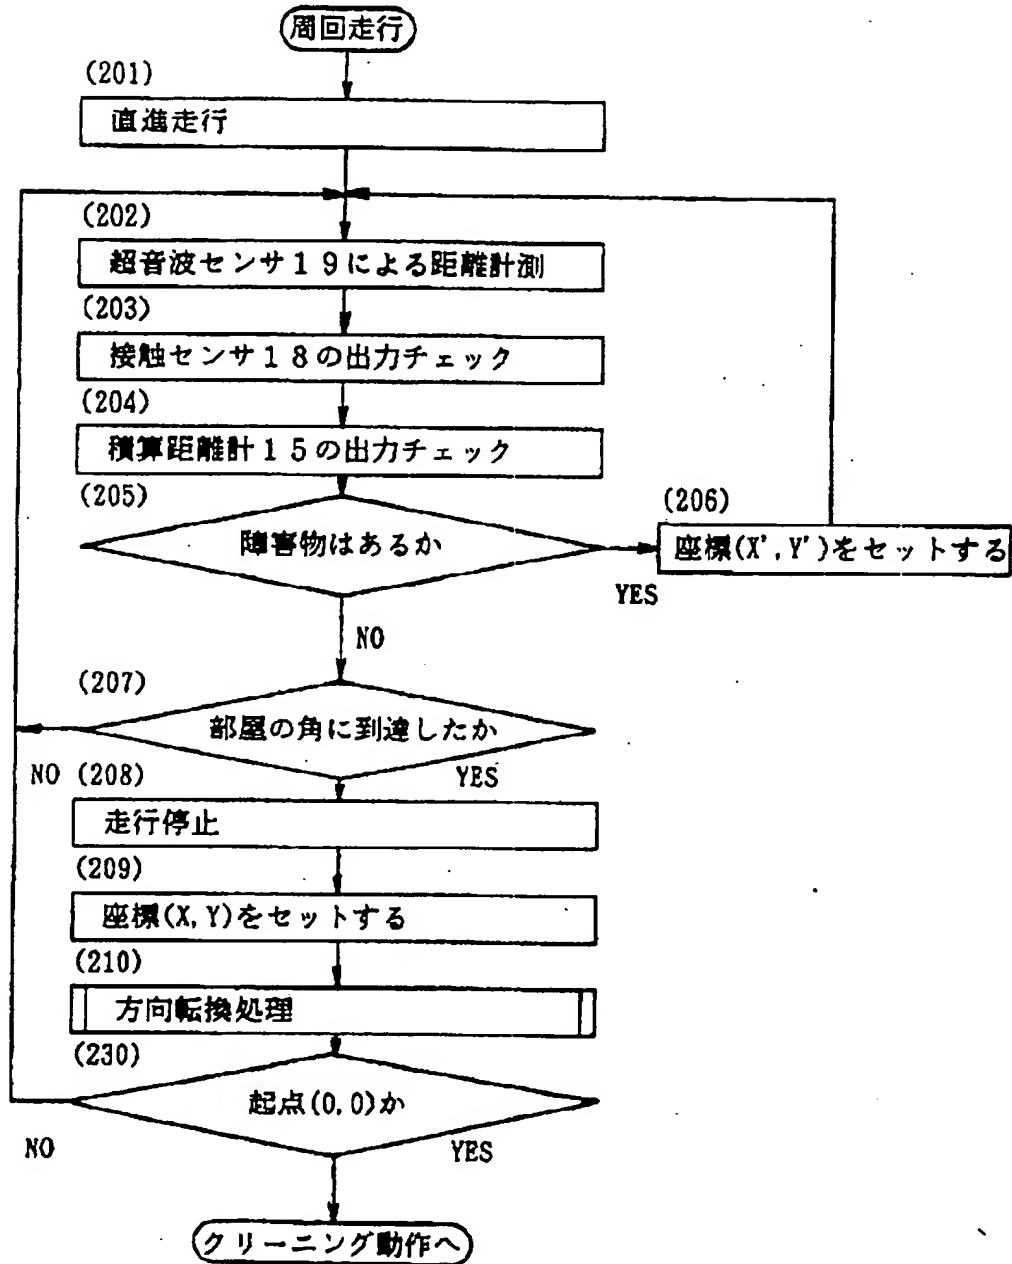 周回走行
(201)
直進走行
(202)
超音波センサ19による距離計測
(203)
接触センサ18の出力チェック
(204)
積算距離計15の出力チェック
(205)
障害物はあるか
(206)
座標(X',Y')をセットする
YES
NO
(207)
部屋の角に到達したか
NO
(208)
YES
走行停止
(209)
座標(X,Y)をセットする
(210)
方向転換処理
(230)
起点(0,0)か
NO
YES
クリーニング動作へ